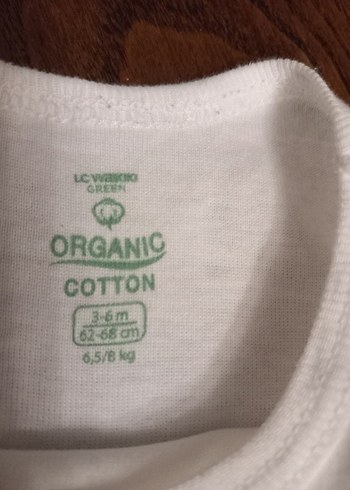 LC WAIKIKI
GREEN
ORGANIC
COTTON
3-6 m
62-68 cm
6,5/8 kg